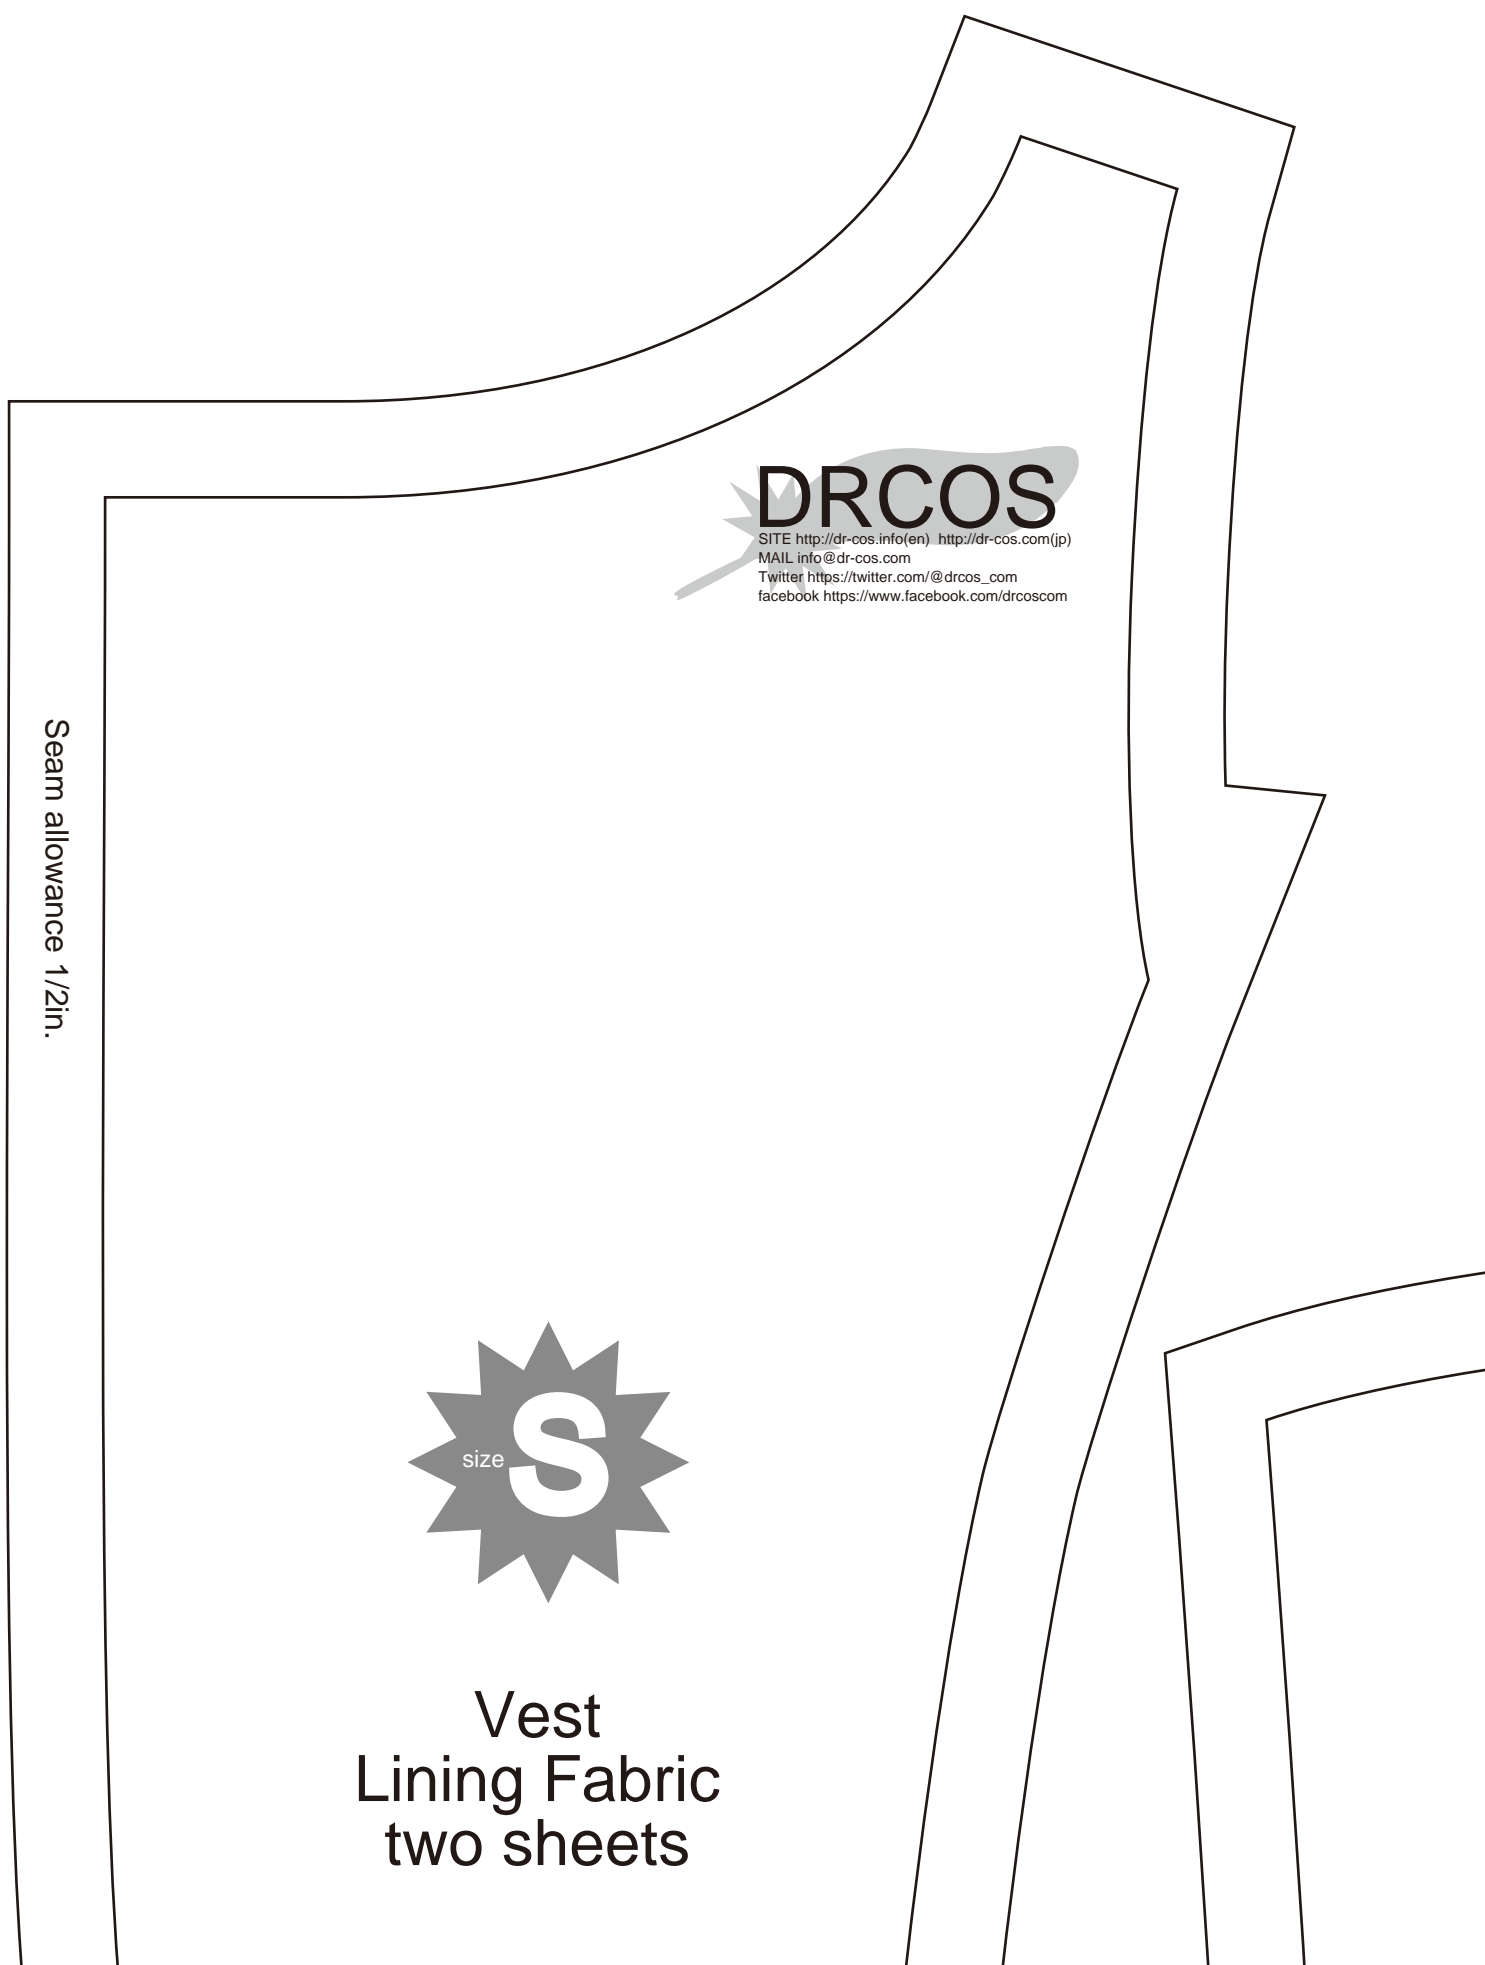 DRCOS
SITE http://dr-cos.info(en)  http://dr-cos.com(jp)
MAIL info@dr-cos.com
Twitter https://twitter.com/@drcos_com
facebook https://www.facebook.com/drcoscom
Seam allowance 1/2in.
size S
Vest
Lining Fabric
two sheets